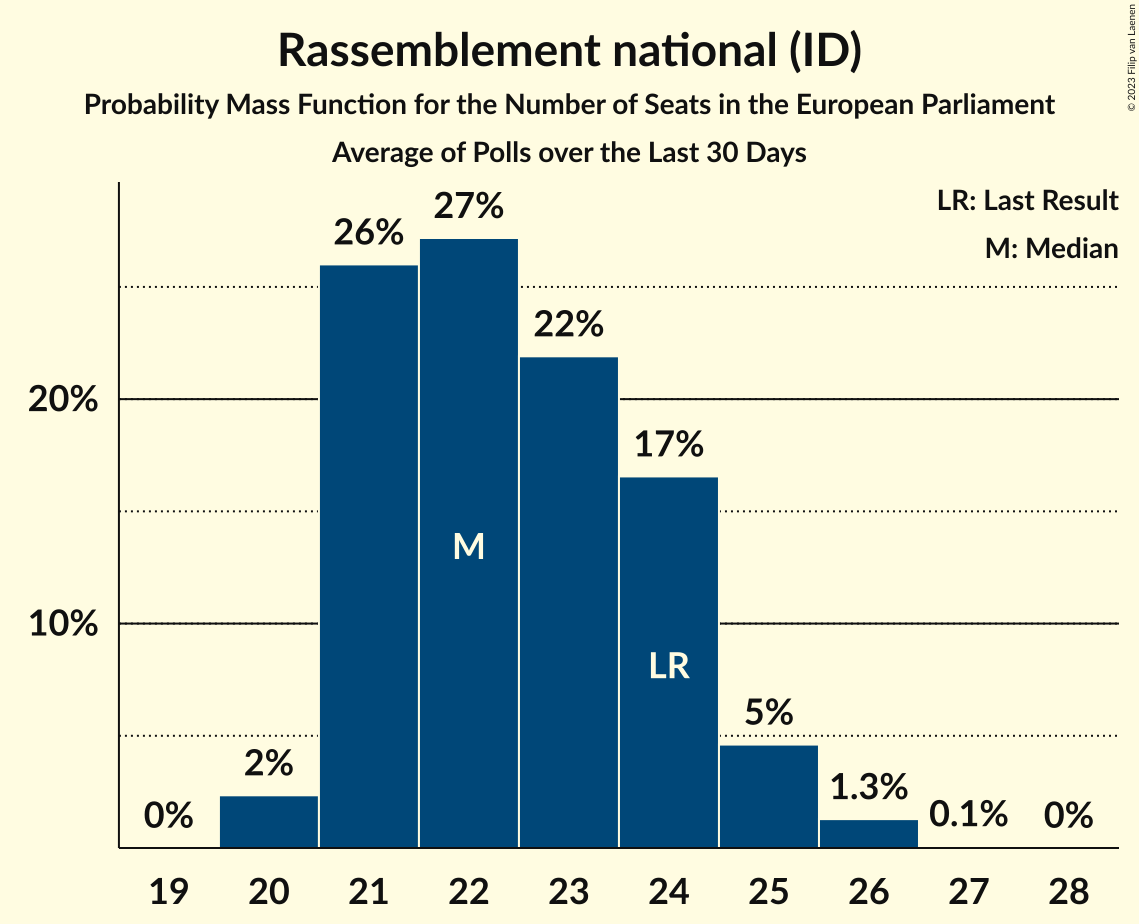 Rassemblement national (ID)
Probability Mass Function for the Number of Seats in the European Parliament
Average of Polls over the Last 30 Days
© 2023 Filip van Laenen
LR: Last Result
M: Median
27%
26%
22%
20%
17%
M
10%
LR
5%
2%
1.3%
0%
0.1%
0%
19 20 21 22 23 24 25 26 27 28